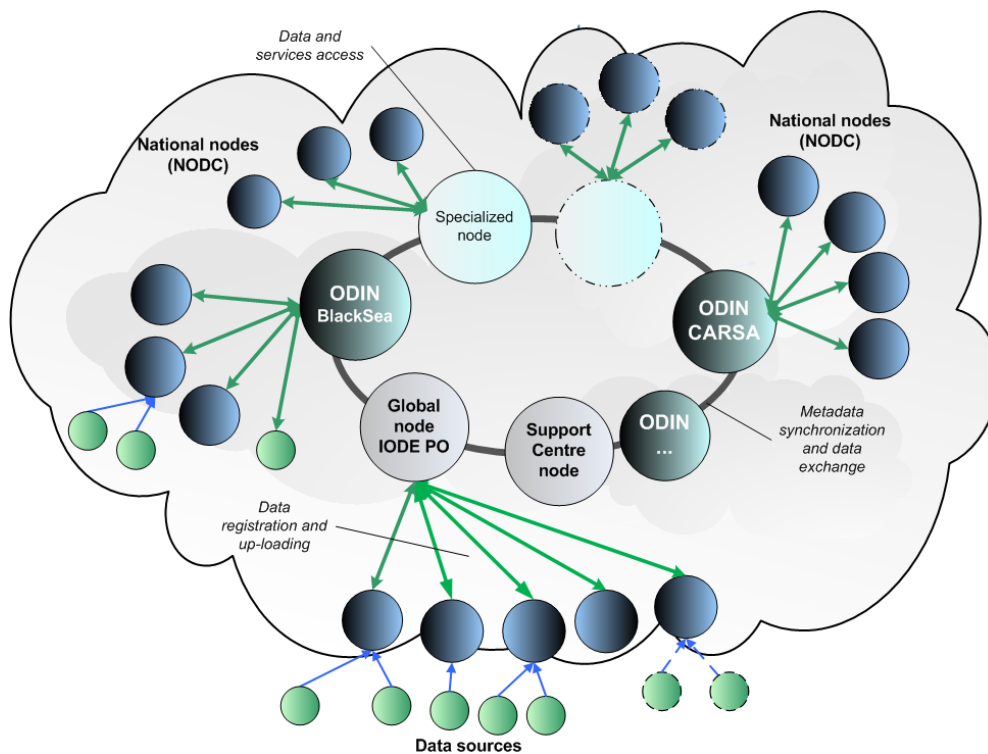 Data and
services access
National nodes
(NODC)
National nodes
(NODC)
Specialized
node
ODIN
BlackSea
ODIN
CARSA
Global
node
IODE PO
Support
Centre
node
ODIN
...
Metadata
synchronization
and data
exchange
Data
registration and
up-loading
Data sources